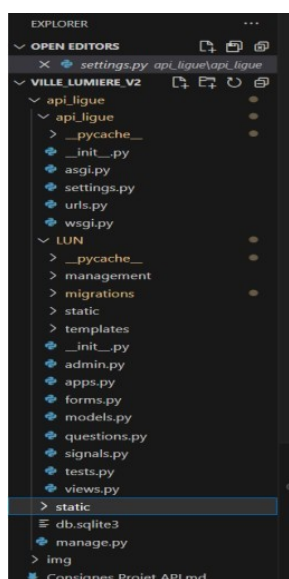 EXPLORER
OPEN EDITORS
settings.py api_ligue\api_ligue
VILLE_LUMIERE_V2
api_ligue
api_ligue
__pycache__
__init__.py
asgi.py
settings.py
urls.py
wsgi.py
LUN
__pycache__
management
migrations
static
templates
__init__.py
admin.py
apps.py
forms.py
models.py
questions.py
signals.py
tests.py
views.py
static
db.sqlite3
manage.py
img
Consignes Projet API.md